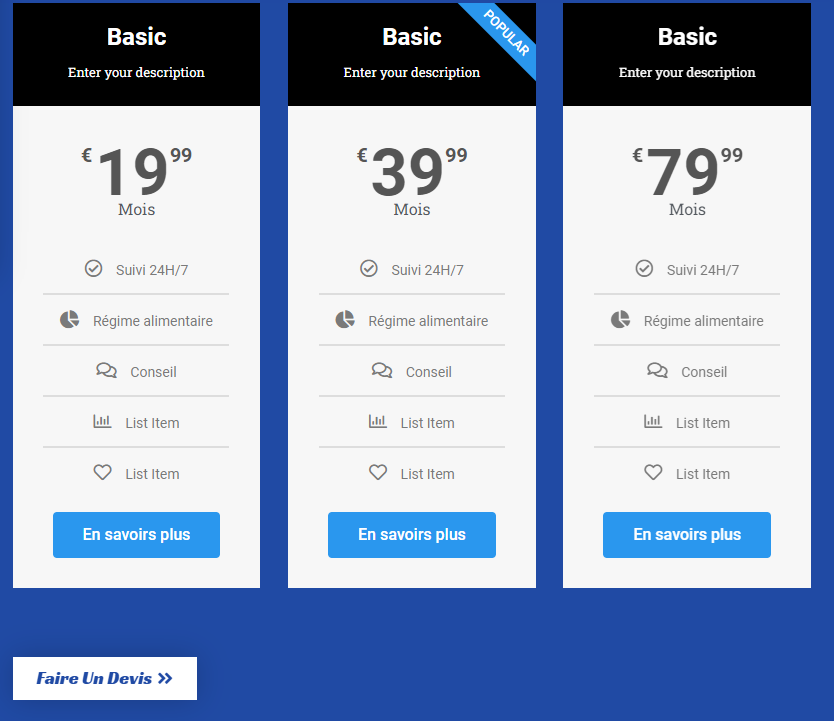 Basic
Enter your description
€ 19 99
Mois
Suivi 24H/7
Régime alimentaire
Conseil
List Item
List Item
En savoirs plus
Basic
POPULAR
Enter your description
€ 39 99
Mois
Suivi 24H/7
Régime alimentaire
Conseil
List Item
List Item
En savoirs plus
Basic
Enter your description
€ 79 99
Mois
Suivi 24H/7
Régime alimentaire
Conseil
List Item
List Item
En savoirs plus
Faire Un Devis »